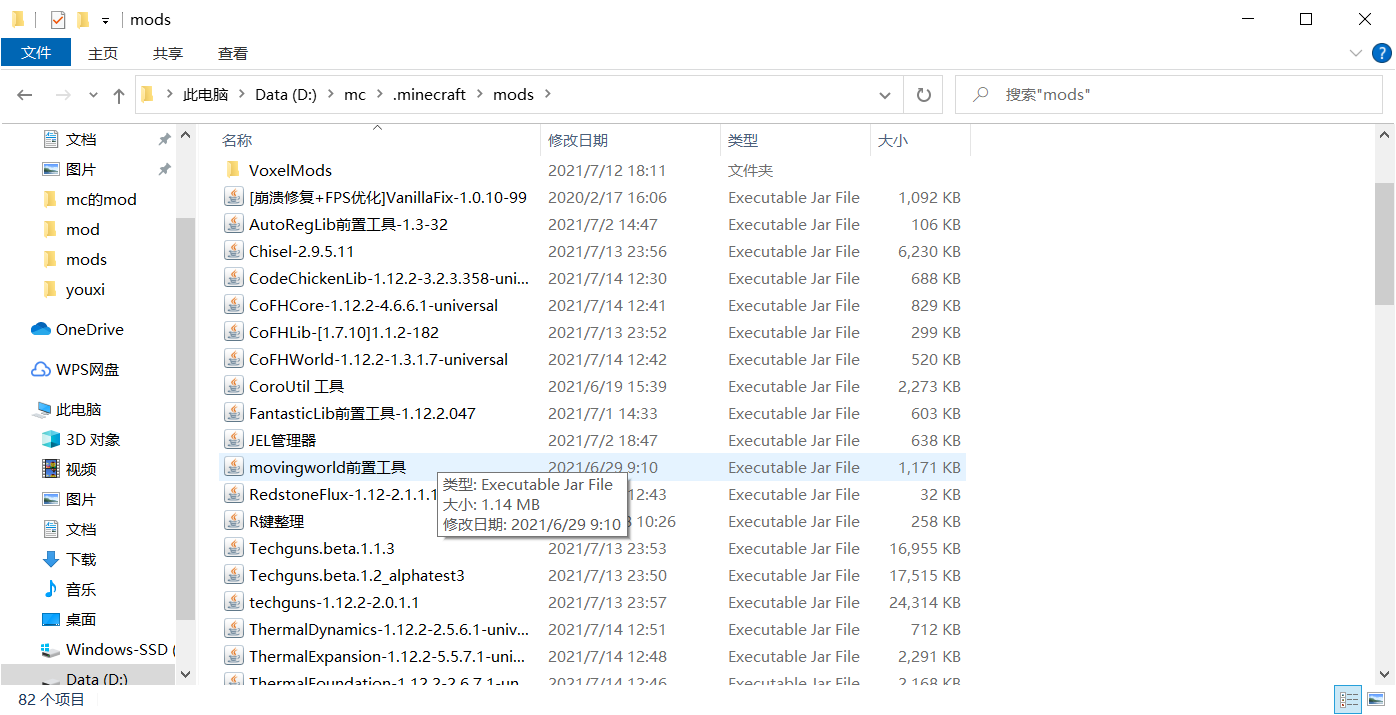 mods
文件 主页 共享 查看
此电脑 Data (D:) mc .minecraft mods
搜索"mods"
文档
图片
mc的mod
mod
mods
youxi
OneDrive
WPS网盘
此电脑
3D 对象
视频
图片
文档
下载
音乐
桌面
Windows-SSD (
Data (D:)
名称 修改日期 类型 大小
VoxelMods 2021/7/12 18:11 文件夹
[崩溃修复+FPS优化]VanillaFix-1.0.10-99 2020/2/17 16:06 Executable Jar File 1,092 KB
AutoRegLib前置工具-1.3-32 2021/7/2 14:47 Executable Jar File 106 KB
Chisel-2.9.5.11 2021/7/13 23:56 Executable Jar File 6,230 KB
CodeChickenLib-1.12.2-3.2.3.358-uni... 2021/7/14 12:30 Executable Jar File 688 KB
CoFHCore-1.12.2-4.6.6.1-universal 2021/7/14 12:41 Executable Jar File 829 KB
CoFHLib-[1.7.10]1.1.2-182 2021/7/13 23:52 Executable Jar File 299 KB
CoFHWorld-1.12.2-1.3.1.7-universal 2021/7/14 12:42 Executable Jar File 520 KB
CoroUtil 工具 2021/6/19 15:39 Executable Jar File 2,273 KB
FantasticLib前置工具-1.12.2.047 2021/7/1 14:33 Executable Jar File 603 KB
JEL管理器 2021/7/2 18:47 Executable Jar File 638 KB
movingworld前置工具 2021/6/29 9:10 Executable Jar File 1,171 KB
RedstoneFlux-1.12-2.1.1.1 12:43 Executable Jar File 32 KB
R键整理 10:26 Executable Jar File 258 KB
类型: Executable Jar File
大小: 1.14 MB
修改日期: 2021/6/29 9:10
Techguns.beta.1.1.3 2021/7/13 23:53 Executable Jar File 16,955 KB
Techguns.beta.1.2_alphatest3 2021/7/13 23:50 Executable Jar File 17,515 KB
techguns-1.12.2-2.0.1.1 2021/7/13 23:57 Executable Jar File 24,314 KB
ThermalDynamics-1.12.2-2.5.6.1-univ... 2021/7/14 12:51 Executable Jar File 712 KB
ThermalExpansion-1.12.2-5.5.7.1-uni... 2021/7/14 12:48 Executable Jar File 2,291 KB
ThermalFoundation-1.12.2-2.6.7.1-un... 2021/7/14 12:46 Executable Jar File 2,168 KB
82 个项目